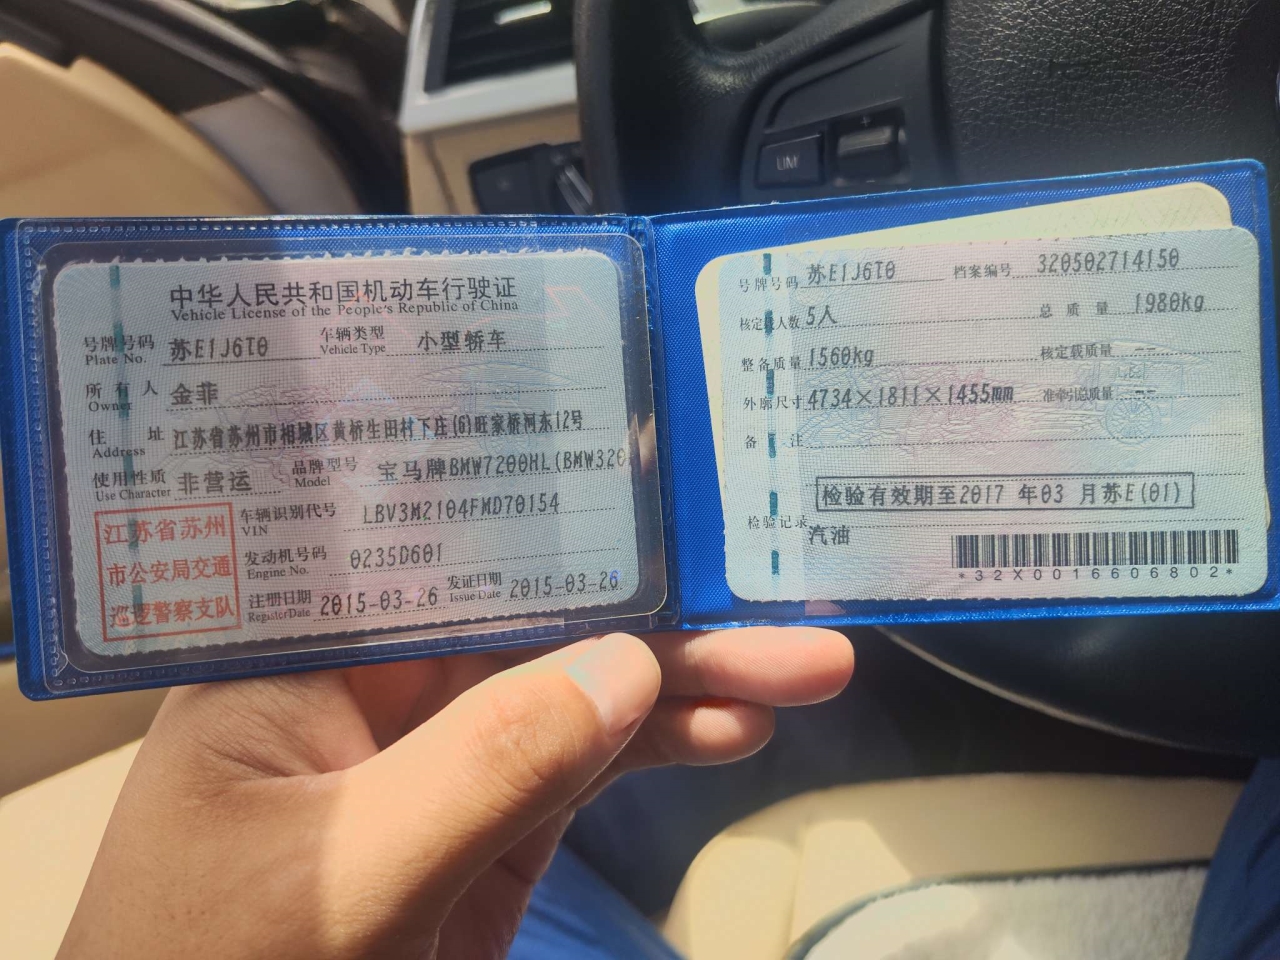 LIM
中华人民共和国机动车行驶证
Vehicle License of the People's Republic of China
号牌号码 Plate No. 苏E1J6T0 车辆类型 Vehicle Type 小型轿车
所有人 Owner 金菲
住址 Address 江苏省苏州市相城区黄桥生田村下庄(6)旺家桥河东12号
使用性质 Use Character 非营运 品牌型号 Model 宝马牌BMW7200HL(BMW320
车辆识别代号 VIN LBV3M2104FMD70154
发动机号码 Engine No. 0235D601
注册日期 Register Date 2015-03-26 发证日期 Issue Date 2015-03-26
江苏省苏州
市公安局交通
巡逻警察支队
号牌号码 苏E1J6T0 档案编号 320502714150
核定载人数 5人 总质量 1980kg
整备质量 1560kg 核定载质量 --
外廓尺寸 4734×1811×1455mm 准牵引总质量 --
备注
检验有效期至2017 年03 月苏E(01)
检验记录
汽油
*32X0016606802*